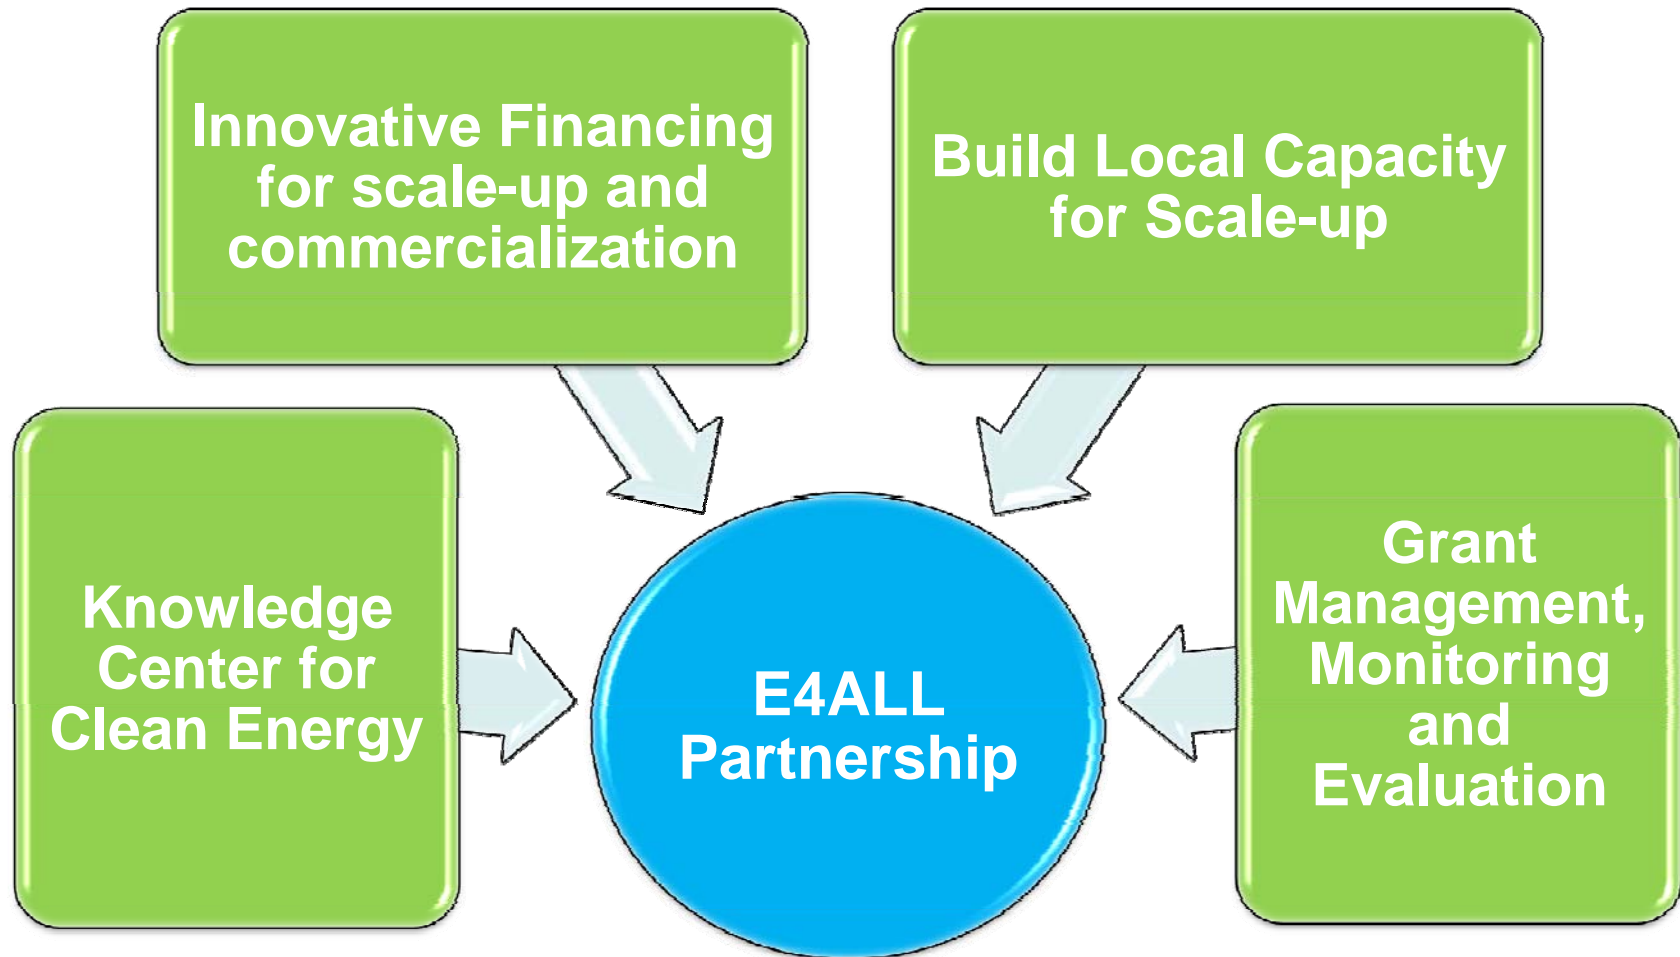 Innovative Financing
for scale-up and
commercialization
Build Local Capacity
for Scale-up
Knowledge
Center for
Clean Energy
E4ALL
Partnership
Grant
Management,
Monitoring
and
Evaluation